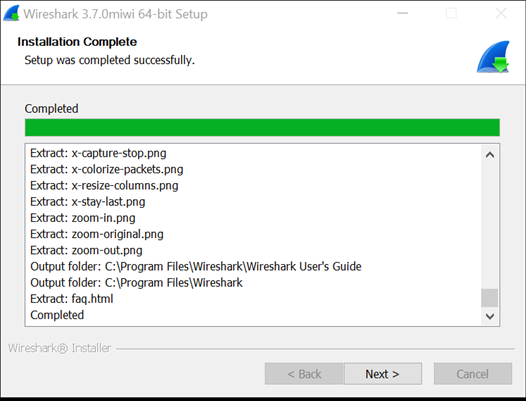 Wireshark 3.7.0miwi 64-bit Setup
Installation Complete
Setup was completed successfully.
Completed
Extract: x-capture-stop.png
Extract: x-colorize-packets.png
Extract: x-resize-columns.png
Extract: x-stay-last.png
Extract: zoom-in.png
Extract: zoom-original.png
Extract: zoom-out.png
Output folder: C:\Program Files\Wireshark\Wireshark User's Guide
Output folder: C:\Program Files\Wireshark
Extract: faq.html
Completed
Wireshark® Installer
< Back Next > Cancel